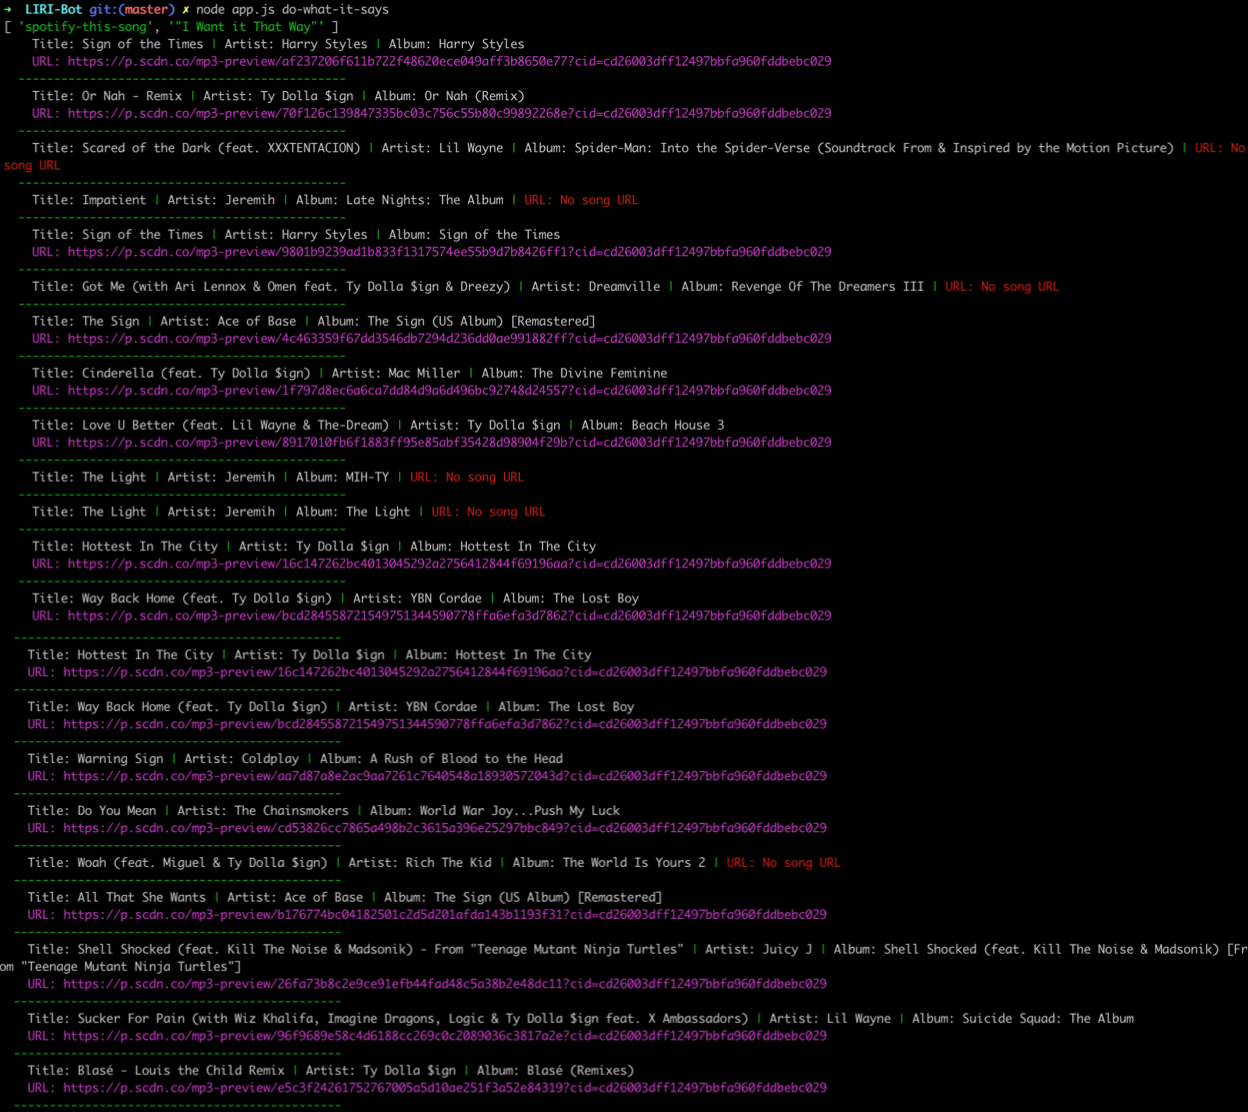 ➜  LIRI-Bot git:(master) ✗ node app.js do-what-it-says
[ 'spotify-this-song', '"I Want it That Way"' ]
Title: Sign of the Times | Artist: Harry Styles | Album: Harry Styles
URL: https://p.scdn.co/mp3-preview/af237206f611b722f48620ece049aff3b8650e77?cid=cd26003dff12497bbfa960fddbebc029
----------------------------------------------
Title: Or Nah - Remix | Artist: Ty Dolla $ign | Album: Or Nah (Remix)
URL: https://p.scdn.co/mp3-preview/70f126c139847335bc03c756c55b80c99892268e?cid=cd26003dff12497bbfa960fddbebc029
----------------------------------------------
Title: Scared of the Dark (feat. XXXTENTACION) | Artist: Lil Wayne | Album: Spider-Man: Into the Spider-Verse (Soundtrack From & Inspired by the Motion Picture) | URL: No
song URL
----------------------------------------------
Title: Impatient | Artist: Jeremih | Album: Late Nights: The Album | URL: No song URL
----------------------------------------------
Title: Sign of the Times | Artist: Harry Styles | Album: Sign of the Times
URL: https://p.scdn.co/mp3-preview/9801b9239ad1b833f1317574ee55b9d7b8426ff1?cid=cd26003dff12497bbfa960fddbebc029
----------------------------------------------
Title: Got Me (with Ari Lennox & Omen feat. Ty Dolla $ign & Dreezy) | Artist: Dreamville | Album: Revenge Of The Dreamers III | URL: No song URL
----------------------------------------------
Title: The Sign | Artist: Ace of Base | Album: The Sign (US Album) [Remastered]
URL: https://p.scdn.co/mp3-preview/4c463359f67dd3546db7294d236dd0ae991882ff?cid=cd26003dff12497bbfa960fddbebc029
----------------------------------------------
Title: Cinderella (feat. Ty Dolla $ign) | Artist: Mac Miller | Album: The Divine Feminine
URL: https://p.scdn.co/mp3-preview/1f797d8ec6a6ca7dd84d9a6d496bc92748d24557?cid=cd26003dff12497bbfa960fddbebc029
----------------------------------------------
Title: Love U Better (feat. Lil Wayne & The-Dream) | Artist: Ty Dolla $ign | Album: Beach House 3
URL: https://p.scdn.co/mp3-preview/8917010fb6f1883ff95e85abf35428d98904f29b?cid=cd26003dff12497bbfa960fddbebc029
----------------------------------------------
Title: The Light | Artist: Jeremih | Album: MIH-TY | URL: No song URL
----------------------------------------------
Title: The Light | Artist: Jeremih | Album: The Light | URL: No song URL
----------------------------------------------
Title: Hottest In The City | Artist: Ty Dolla $ign | Album: Hottest In The City
URL: https://p.scdn.co/mp3-preview/16c147262bc4013045292a2756412844f69196aa?cid=cd26003dff12497bbfa960fddbebc029
----------------------------------------------
Title: Way Back Home (feat. Ty Dolla $ign) | Artist: YBN Cordae | Album: The Lost Boy
URL: https://p.scdn.co/mp3-preview/bcd284558721549751344590778ffa6efa3d7862?cid=cd26003dff12497bbfa960fddbebc029
----------------------------------------------
Title: Hottest In The City | Artist: Ty Dolla $ign | Album: Hottest In The City
URL: https://p.scdn.co/mp3-preview/16c147262bc4013045292a2756412844f69196aa?cid=cd26003dff12497bbfa960fddbebc029
----------------------------------------------
Title: Way Back Home (feat. Ty Dolla $ign) | Artist: YBN Cordae | Album: The Lost Boy
URL: https://p.scdn.co/mp3-preview/bcd284558721549751344590778ffa6efa3d7862?cid=cd26003dff12497bbfa960fddbebc029
----------------------------------------------
Title: Warning Sign | Artist: Coldplay | Album: A Rush of Blood to the Head
URL: https://p.scdn.co/mp3-preview/aa7d87a8e2ac9aa7261c7640548a18930572043d?cid=cd26003dff12497bbfa960fddbebc029
----------------------------------------------
Title: Do You Mean | Artist: The Chainsmokers | Album: World War Joy...Push My Luck
URL: https://p.scdn.co/mp3-preview/cd53826cc7865a498b2c3615a396e25297bbc849?cid=cd26003dff12497bbfa960fddbebc029
----------------------------------------------
Title: Woah (feat. Miguel & Ty Dolla $ign) | Artist: Rich The Kid | Album: The World Is Yours 2 | URL: No song URL
----------------------------------------------
Title: All That She Wants | Artist: Ace of Base | Album: The Sign (US Album) [Remastered]
URL: https://p.scdn.co/mp3-preview/b176774bc04182501c2d5d201afda143b1193f31?cid=cd26003dff12497bbfa960fddbebc029
----------------------------------------------
Title: Shell Shocked (feat. Kill The Noise & Madsonik) - From "Teenage Mutant Ninja Turtles" | Artist: Juicy J | Album: Shell Shocked (feat. Kill The Noise & Madsonik) [Fr
om "Teenage Mutant Ninja Turtles"]
URL: https://p.scdn.co/mp3-preview/26fa73b8c2e9ce91efb44fad48c5a38b2e48dc11?cid=cd26003dff12497bbfa960fddbebc029
----------------------------------------------
Title: Sucker For Pain (with Wiz Khalifa, Imagine Dragons, Logic & Ty Dolla $ign feat. X Ambassadors) | Artist: Lil Wayne | Album: Suicide Squad: The Album
URL: https://p.scdn.co/mp3-preview/96f9689e58c4d6188cc269c0c2089036c3817a2e?cid=cd26003dff12497bbfa960fddbebc029
----------------------------------------------
Title: Blasé - Louis the Child Remix | Artist: Ty Dolla $ign | Album: Blasé (Remixes)
URL: https://p.scdn.co/mp3-preview/e5c3f24261752767005a5d10ae251f3a52e84319?cid=cd26003dff12497bbfa960fddbebc029
----------------------------------------------